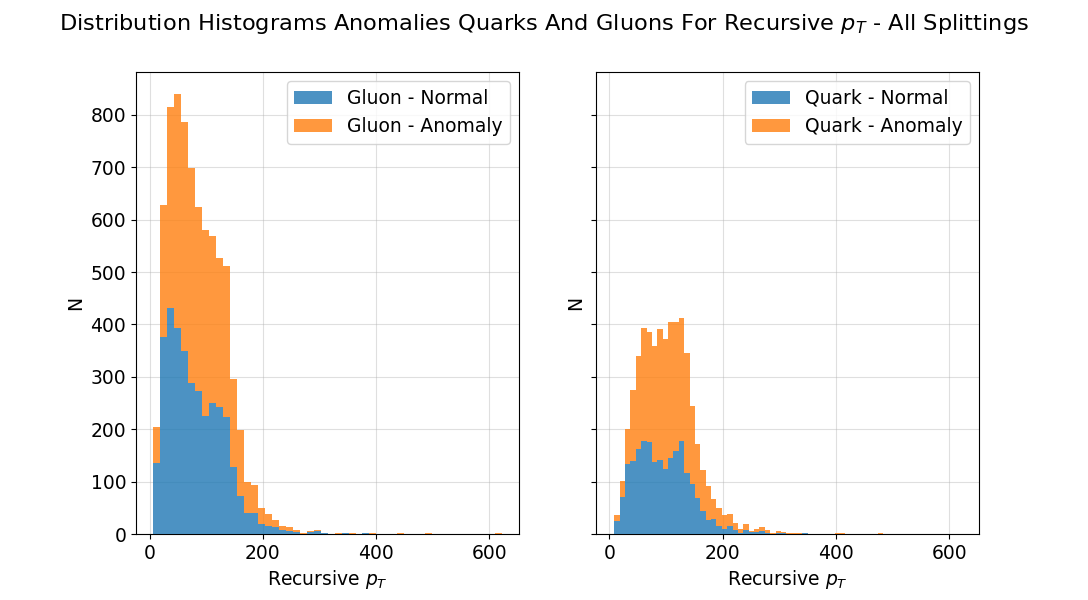 Distribution Histograms Anomalies Quarks And Gluons For Recursive p_T - All Splittings
Gluon - Normal
Gluon - Anomaly
800
700
600
500
400
300
200
100
0
N
0 200 400 600
Recursive p_T
Quark - Normal
Quark - Anomaly
N
0 200 400 600
Recursive p_T